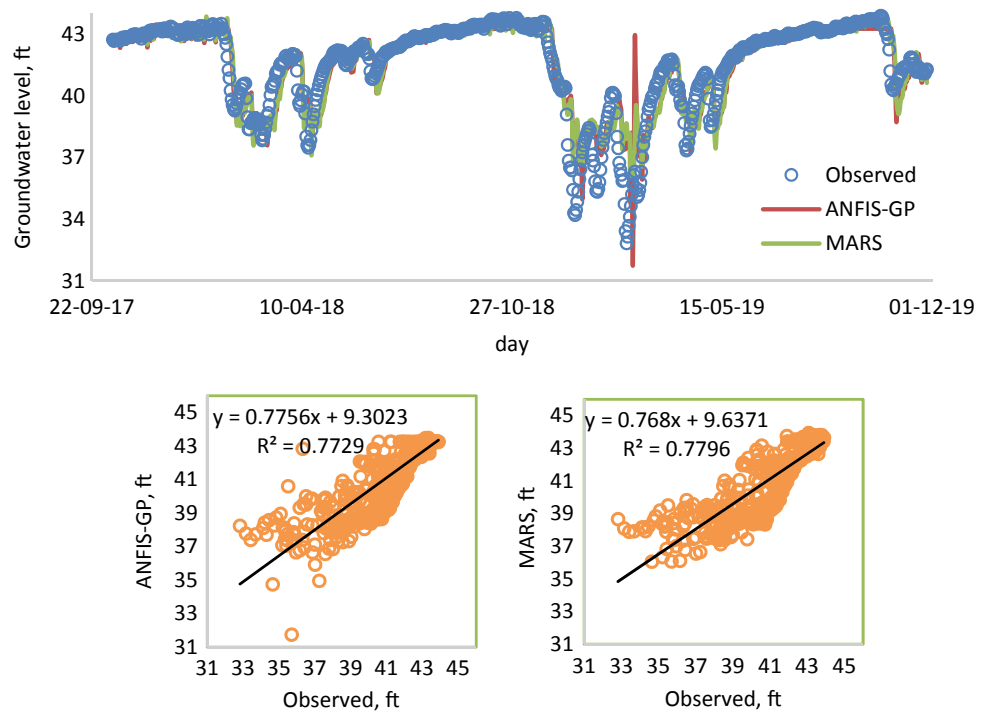 Groundwater level, ft
43
40
37
34
31
Observed
ANFIS-GP
MARS
22-09-17 10-04-18 27-10-18 15-05-19 01-12-19
day
ANFIS-GP, ft
45
43
41
39
37
35
33
31
y = 0.7756x + 9.3023
R² = 0.7729
31 33 35 37 39 41 43 45
Observed, ft
MARS, ft
45
43
41
39
37
35
33
31
y = 0.768x + 9.6371
R² = 0.7796
31 33 35 37 39 41 43 45
Observed, ft